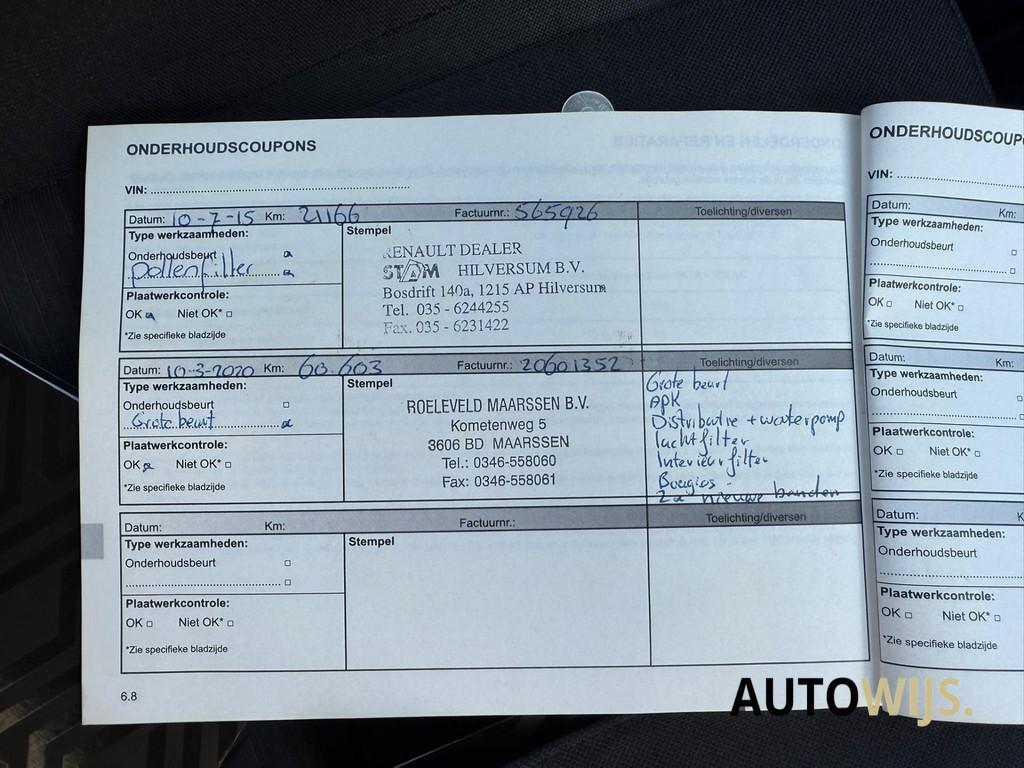 ONDERHOUDSCOUPONS
VIN:
Datum: 10-7-15 Km: 21166 Factuurnr.: 565926 Toelichting/diversen
Type werkzaamheden:
Onderhoudsbeurt
pollenfilter
Plaatwerkcontrole:
OK Niet OK*
*Zie specifieke bladzijde
Stempel
RENAULT DEALER
STAM HILVERSUM B.V.
Bosdrift 140a, 1215 AP Hilversum
Tel. 035 - 6244255
Fax. 035 - 6231422
Datum: 10-3-2020 Km: 60.603 Factuurnr.: 20601352 Toelichting/diversen
Type werkzaamheden:
Onderhoudsbeurt
Grote beurt
Plaatwerkcontrole:
OK Niet OK*
*Zie specifieke bladzijde
Stempel
ROELEVELD MAARSSEN B.V.
Kometenweg 5
3606 BD MAARSSEN
Tel.: 0346-558060
Fax: 0346-558061
Grote beurt
APK
Distributie + waterpomp
luchtfilter
Interieurfilter
Bougies
2x nieuwe banden
Datum: Km: Factuurnr.: Toelichting/diversen
Type werkzaamheden:
Onderhoudsbeurt
Plaatwerkcontrole:
OK Niet OK*
*Zie specifieke bladzijde
Stempel
6.8
ONDERHOUDSCOUP
VIN:
Datum: Km:
Type werkzaamheden:
Onderhoudsbeurt
Plaatwerkcontrole:
OK Niet OK*
*Zie specifieke bladzijde
Datum: Km:
Type werkzaamheden:
Onderhoudsbeurt
Plaatwerkcontrole:
OK Niet OK*
*Zie specifieke bladzijde
Datum: K
Type werkzaamheden:
Onderhoudsbeurt
Plaatwerkcontrole:
OK Niet OK*
*Zie specifieke bladzijde
AUTOWIJS.